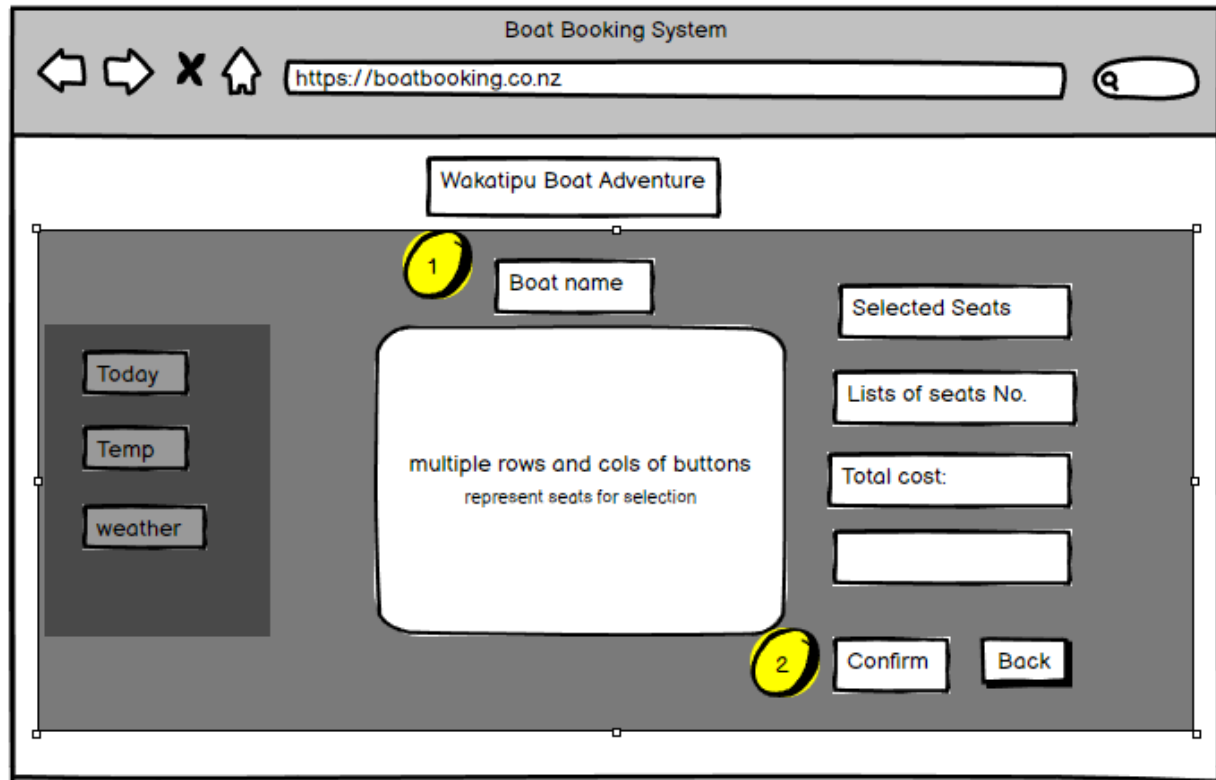 Boat Booking System
https://boatbooking.co.nz
Wakatipu Boat Adventure
1
Boat name
Today
Temp
weather
multiple rows and cols of buttons
represent seats for selection
Selected Seats
Lists of seats No.
Total cost:
2
Confirm
Back